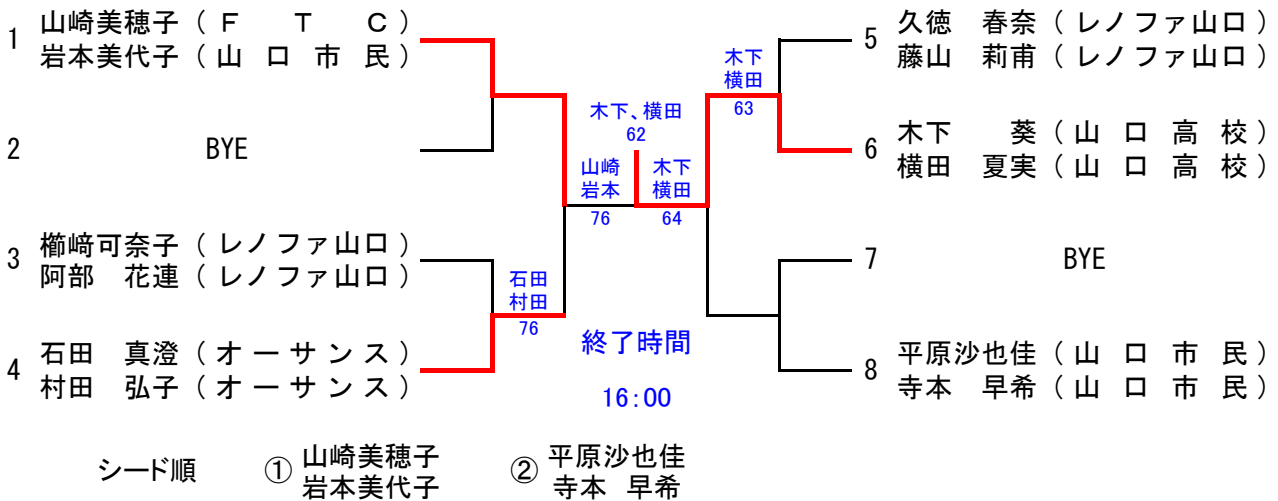 1 山崎美穂子（Ｆ Ｔ Ｃ）
岩本美代子（山口市民）
2 BYE
3 櫛﨑可奈子（レノファ山口）
阿部 花連（レノファ山口）
4 石田 真澄（オーサンス）
村田 弘子（オーサンス）
石田
村田
76
山崎
岩本
76
木下、横田
62
木下
横田
64
木下
横田
63
5 久徳 春奈（レノファ山口）
藤山 莉甫（レノファ山口）
6 木下 葵（山口高校）
横田 夏実（山口高校）
7 BYE
8 平原沙也佳（山口市民）
寺本 早希（山口市民）
終了時間
16:00
シード順 ① 山崎美穂子 ② 平原沙也佳
岩本美代子 寺本 早希